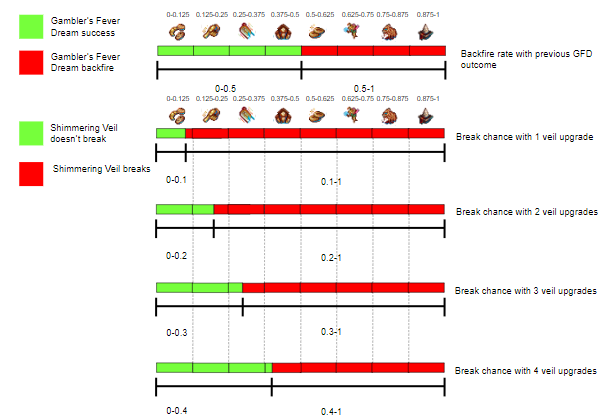 Gambler's Fever
Dream success
Gambler's Fever
Dream backfire
0-0.125 0.125-0.25 0.25-0.375 0.375-0.5 0.5-0.625 0.625-0.75 0.75-0.875 0.875-1
Backfire rate with previous GFD
outcome
0-0.5 0.5-1
Shimmering Veil
doesn't break
Shimmering Veil breaks
0-0.125 0.125-0.25 0.25-0.375 0.375-0.5 0.5-0.625 0.625-0.75 0.75-0.875 0.875-1
Break chance with 1 veil upgrade
0-0.1 0.1-1
Break chance with 2 veil upgrades
0-0.2 0.2-1
Break chance with 3 veil upgrades
0-0.3 0.3-1
Break chance with 4 veil upgrades
0-0.4 0.4-1